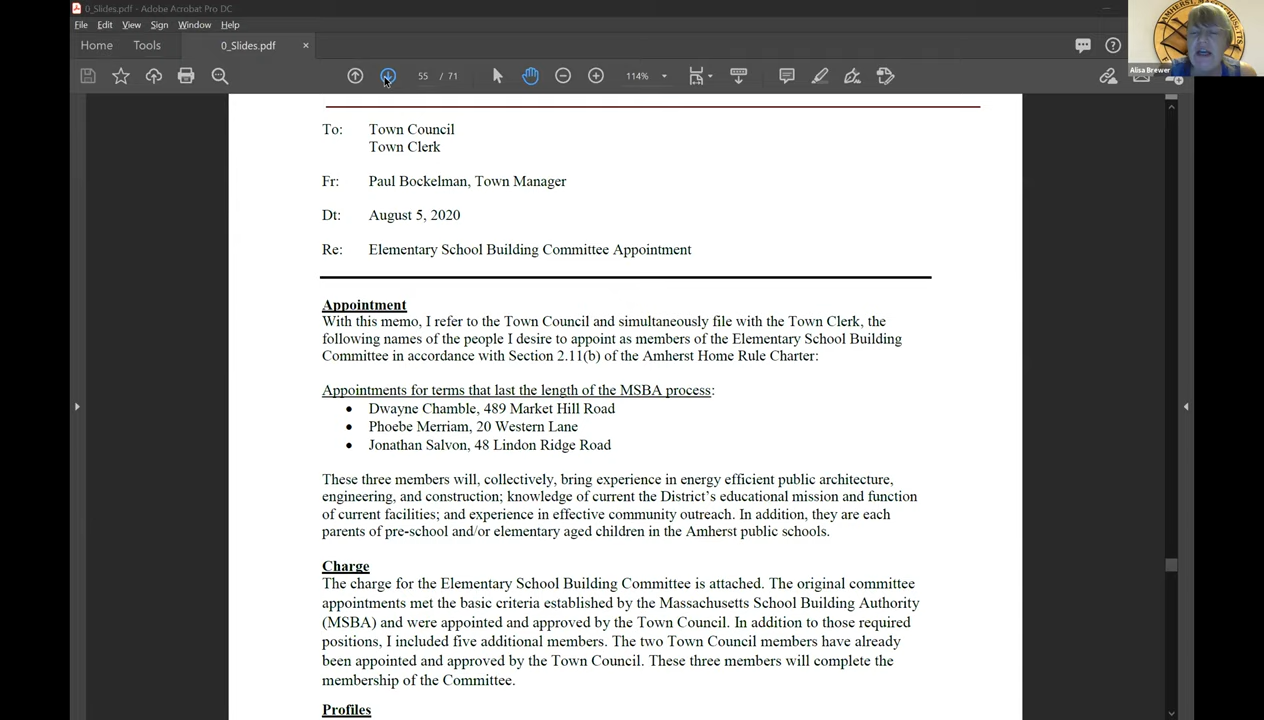 0_Slides.pdf - Adobe Acrobat Pro DC
File Edit View Sign Window Help
Home Tools 0_Slides.pdf ×
55 / 71 114%
AMHERST, MASSACHUSETTS
Alisa Brewer
To: Town Council
Town Clerk
Fr: Paul Bockelman, Town Manager
Dt: August 5, 2020
Re: Elementary School Building Committee Appointment
Appointment
With this memo, I refer to the Town Council and simultaneously file with the Town Clerk, the
following names of the people I desire to appoint as members of the Elementary School Building
Committee in accordance with Section 2.11(b) of the Amherst Home Rule Charter:
Appointments for terms that last the length of the MSBA process:
• Dwayne Chamble, 489 Market Hill Road
• Phoebe Merriam, 20 Western Lane
• Jonathan Salvon, 48 Lindon Ridge Road
These three members will, collectively, bring experience in energy efficient public architecture,
engineering, and construction; knowledge of current the District's educational mission and function
of current facilities; and experience in effective community outreach. In addition, they are each
parents of pre-school and/or elementary aged children in the Amherst public schools.
Charge
The charge for the Elementary School Building Committee is attached. The original committee
appointments met the basic criteria established by the Massachusetts School Building Authority
(MSBA) and were appointed and approved by the Town Council. In addition to those required
positions, I included five additional members. The two Town Council members have already
been appointed and approved by the Town Council. These three members will complete the
membership of the Committee.
Profiles